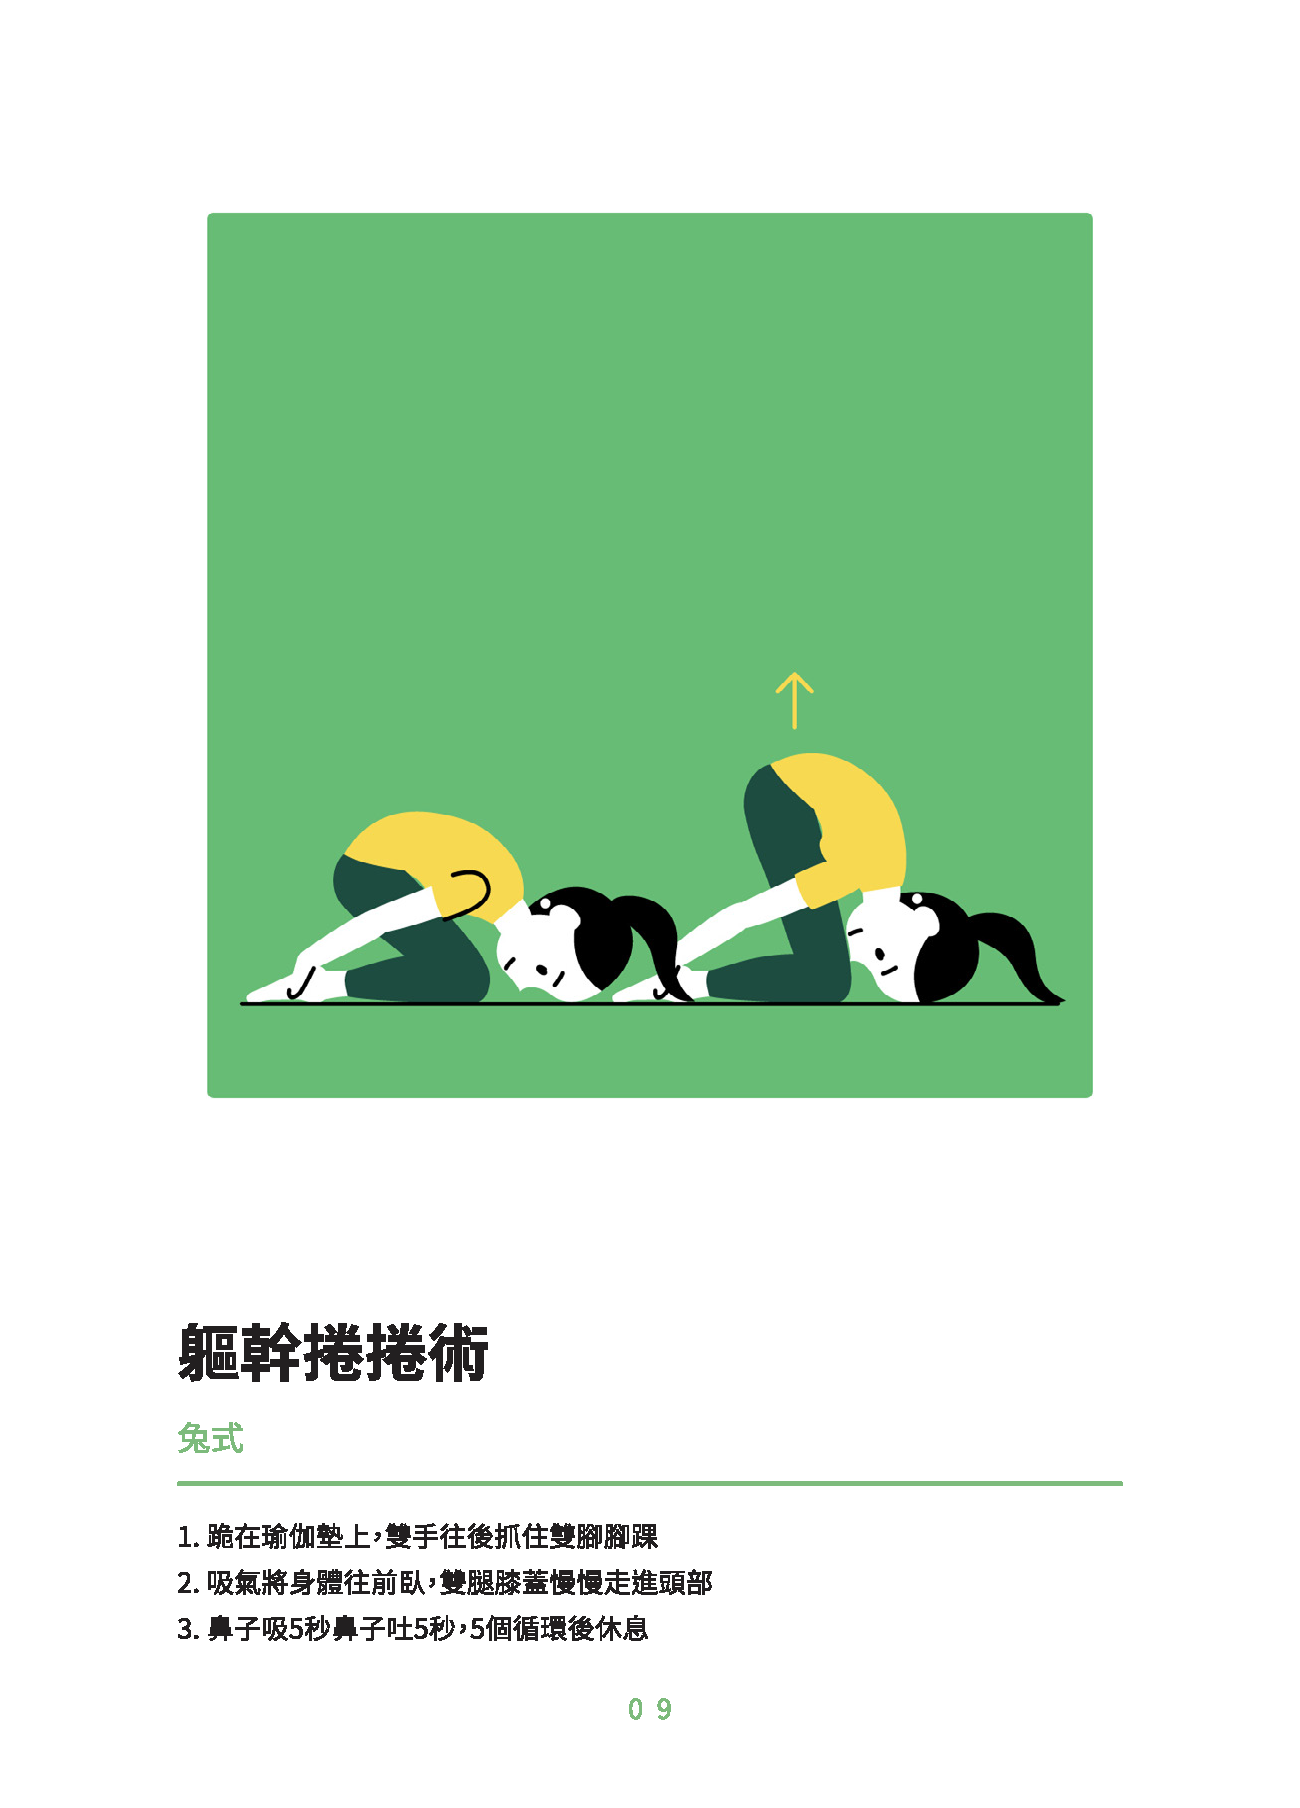 軀幹捲捲術
兔式
1. 跪在瑜伽墊上，雙手往後抓住雙腳腳踝
2. 吸氣將身體往前臥，雙腿膝蓋慢慢走進頭部
3. 鼻子吸5秒鼻子吐5秒，5個循環後休息
09